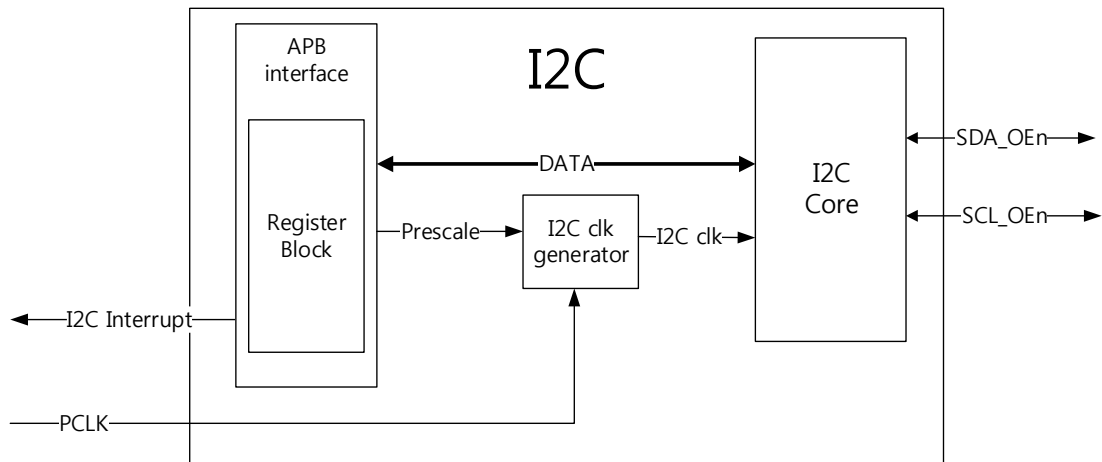 APB
interface
I2C
Register
Block
DATA
Prescale
I2C clk
generator
I2C clk
I2C
Core
SDA_OEn
SCL_OEn
I2C Interrupt
PCLK